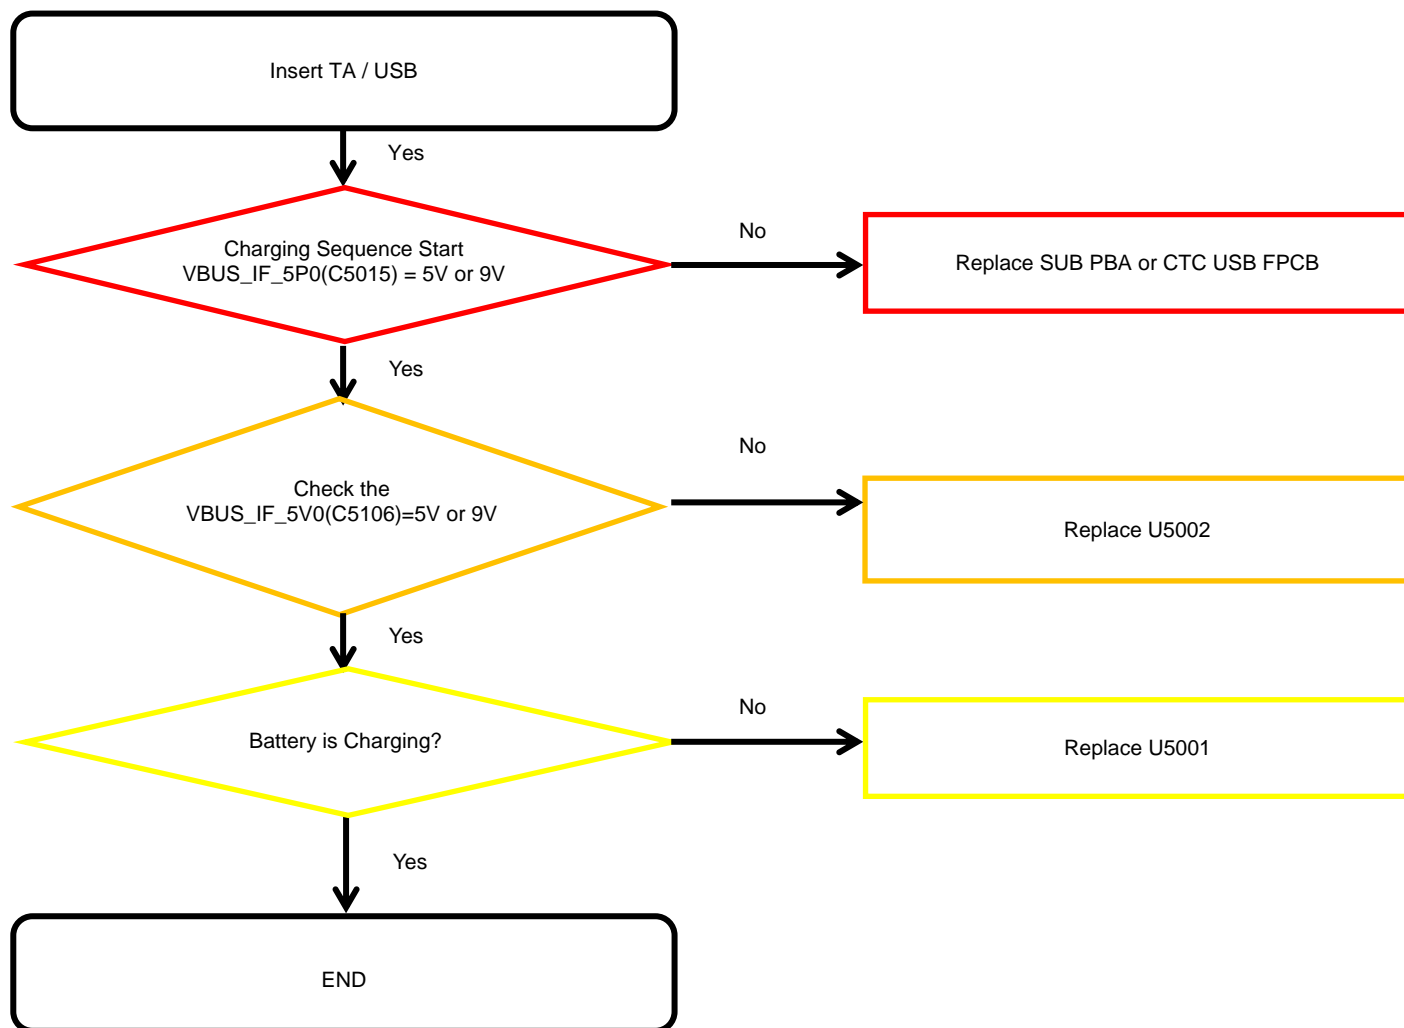 Insert TA / USB
Yes
Charging Sequence Start
VBUS_IF_5P0(C5015) = 5V or 9V
No
Replace SUB PBA or CTC USB FPCB
Yes
Check the
VBUS_IF_5V0(C5106)=5V or 9V
No
Replace U5002
Yes
Battery is Charging?
No
Replace U5001
Yes
END